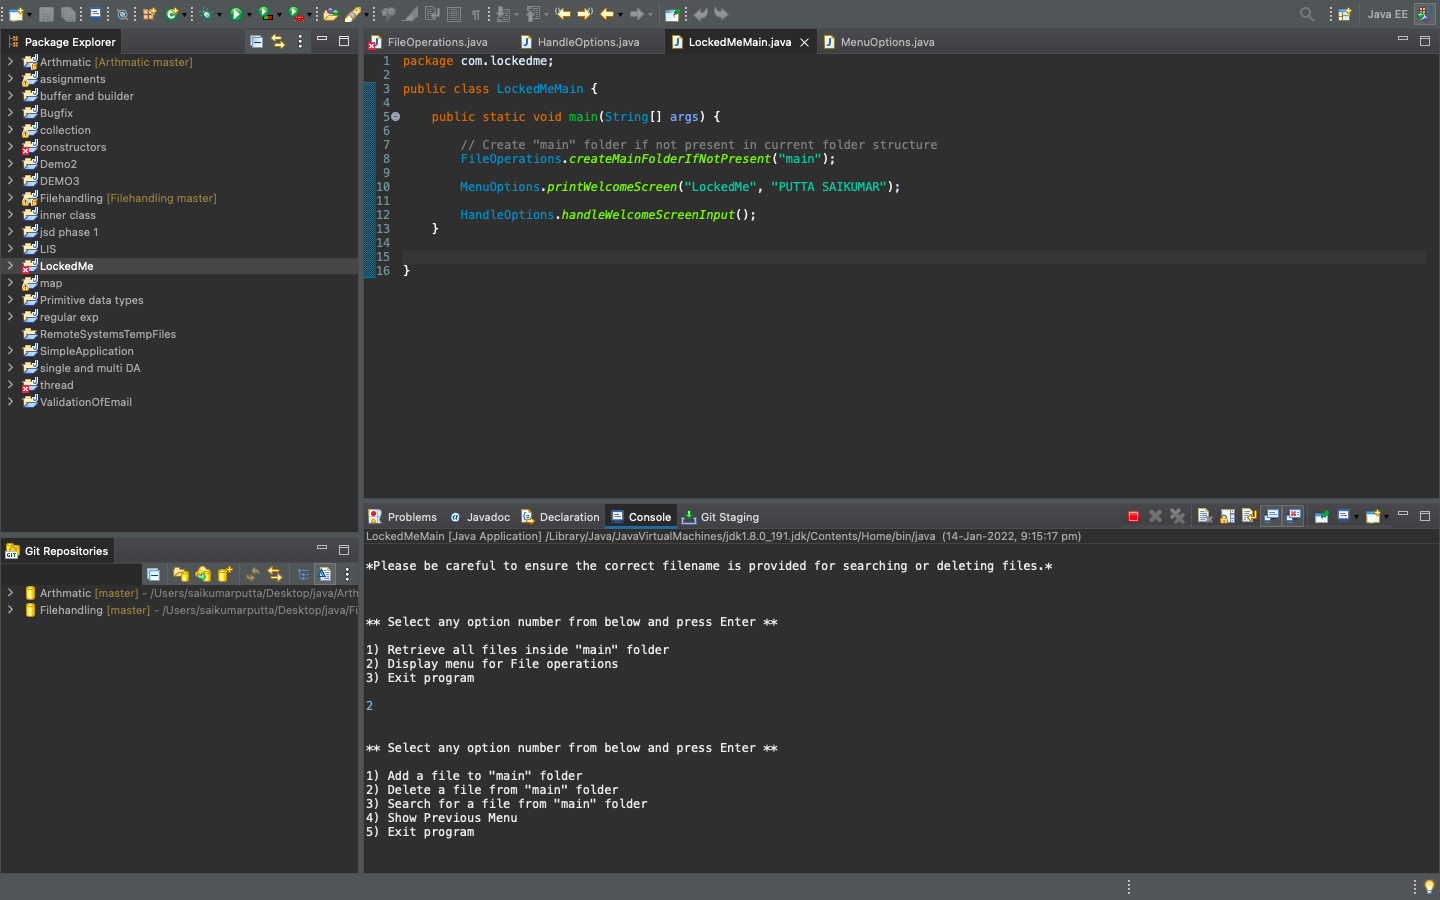 Java EE
Package Explorer
Arthmatic [Arthmatic master]
assignments
buffer and builder
Bugfix
collection
constructors
Demo2
DEMO3
Filehandling [Filehandling master]
inner class
jsd phase 1
LIS
LockedMe
map
Primitive data types
regular exp
RemoteSystemsTempFiles
SimpleApplication
single and multi DA
thread
ValidationOfEmail
Git Repositories
Arthmatic [master] - /Users/saikumarputta/Desktop/java/Arth
Filehandling [master] - /Users/saikumarputta/Desktop/java/Fi
FileOperations.java HandleOptions.java LockedMeMain.java MenuOptions.java
1 package com.lockedme;
2
3 public class LockedMeMain {
4
5 public static void main(String[] args) {
6
7 // Create "main" folder if not present in current folder structure
8 FileOperations.createMainFolderIfNotPresent("main");
9
10 MenuOptions.printWelcomeScreen("LockedMe", "PUTTA SAIKUMAR");
11
12 HandleOptions.handleWelcomeScreenInput();
13 }
14
15
16 }
Problems Javadoc Declaration Console Git Staging
LockedMeMain [Java Application] /Library/Java/JavaVirtualMachines/jdk1.8.0_191.jdk/Contents/Home/bin/java (14-Jan-2022, 9:15:17 pm)
*Please be careful to ensure the correct filename is provided for searching or deleting files.*
** Select any option number from below and press Enter **
1) Retrieve all files inside "main" folder
2) Display menu for File operations
3) Exit program
2
** Select any option number from below and press Enter **
1) Add a file to "main" folder
2) Delete a file from "main" folder
3) Search for a file from "main" folder
4) Show Previous Menu
5) Exit program